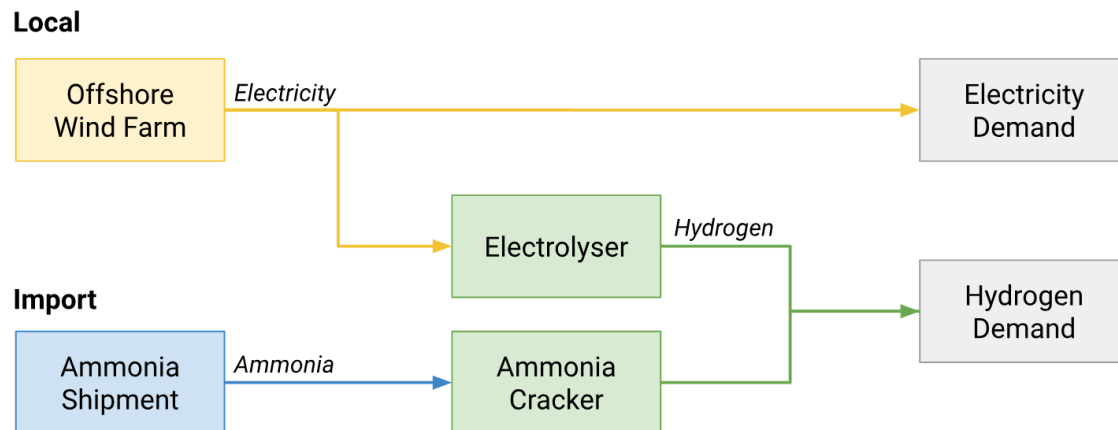 Local
Offshore
Wind Farm
Electricity
Electricity
Demand
Electrolyser
Hydrogen
Import
Hydrogen
Demand
Ammonia
Shipment
Ammonia
Ammonia
Cracker